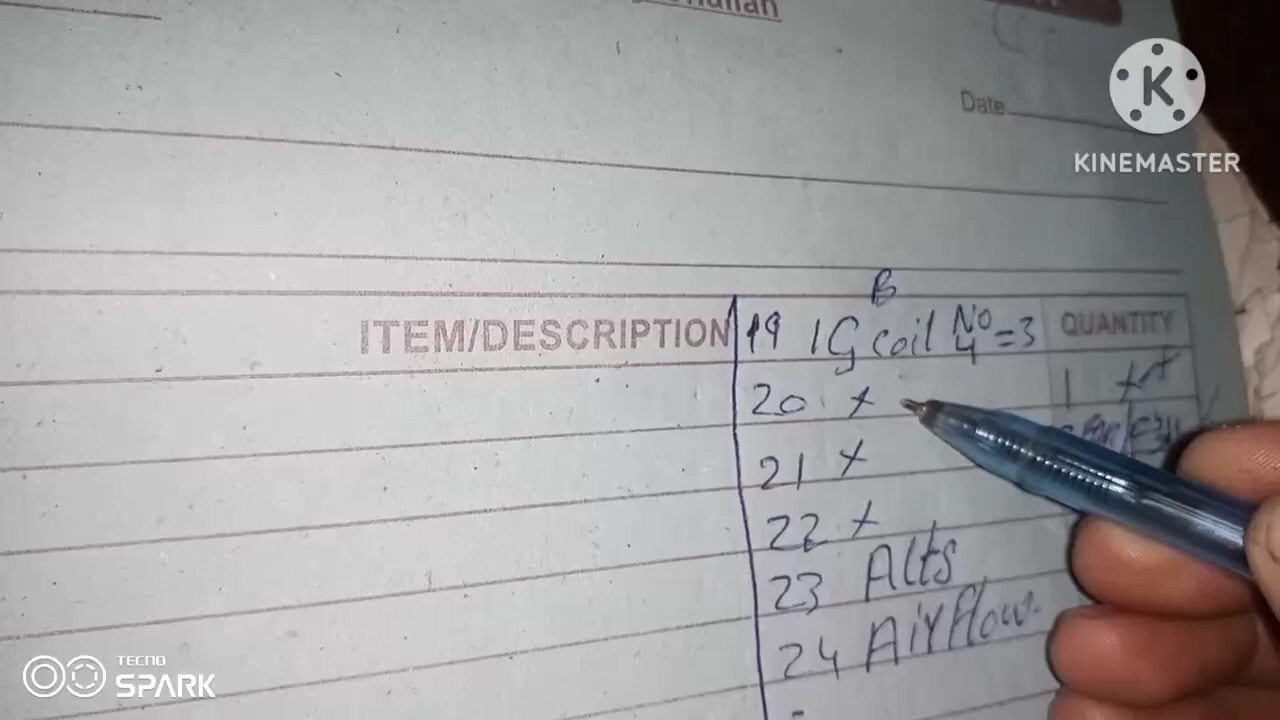 Date
KINEMASTER
B
ITEM/DESCRIPTION 19 IG coil No 4 = 3 QUANTITY
20 x 1
21 x
22 x
23 Alts
24 Airflow.
TECNO
SPARK